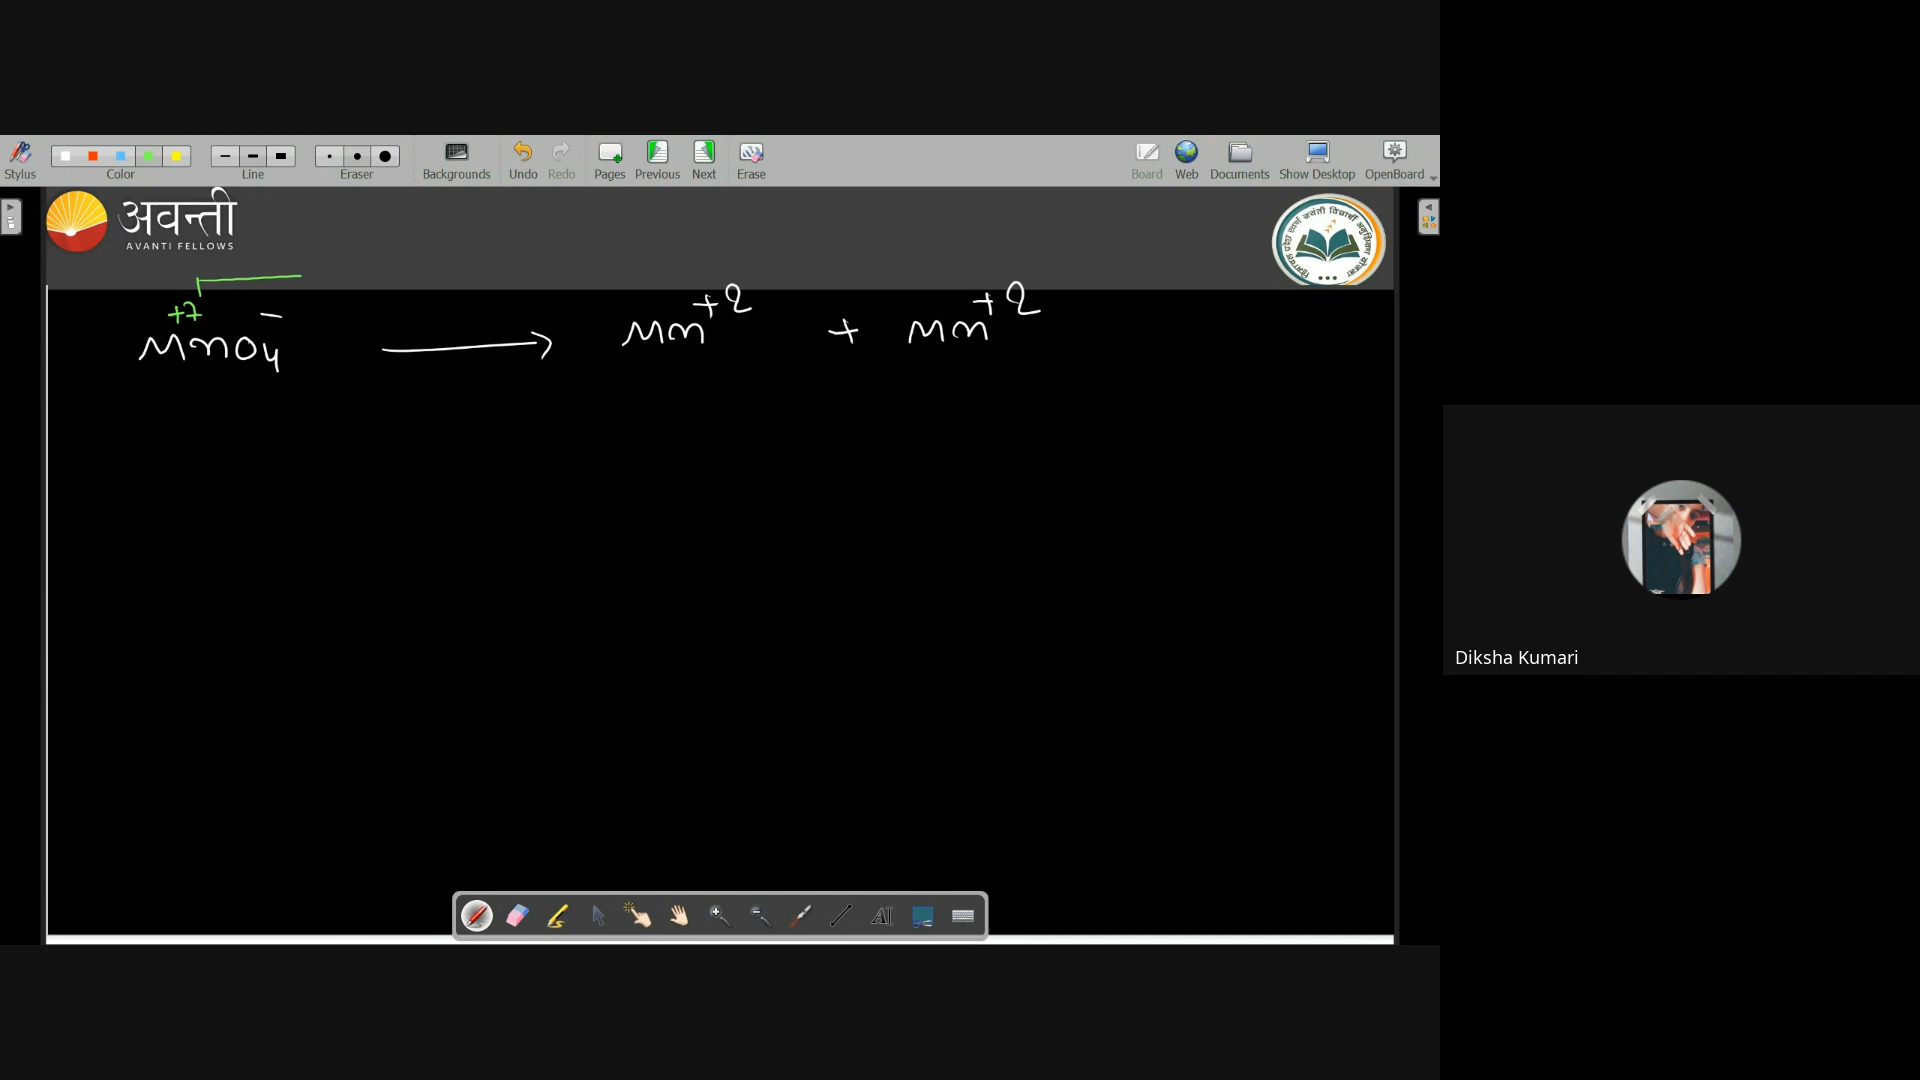 Stylus Color Line Eraser Backgrounds Undo Redo Pages Previous Next Erase Board Web Documents Show Desktop OpenBoard
अवन्ती
AVANTI FELLOWS
+7
MnO4⁻ → Mn+2 + Mn+2
Diksha Kumari